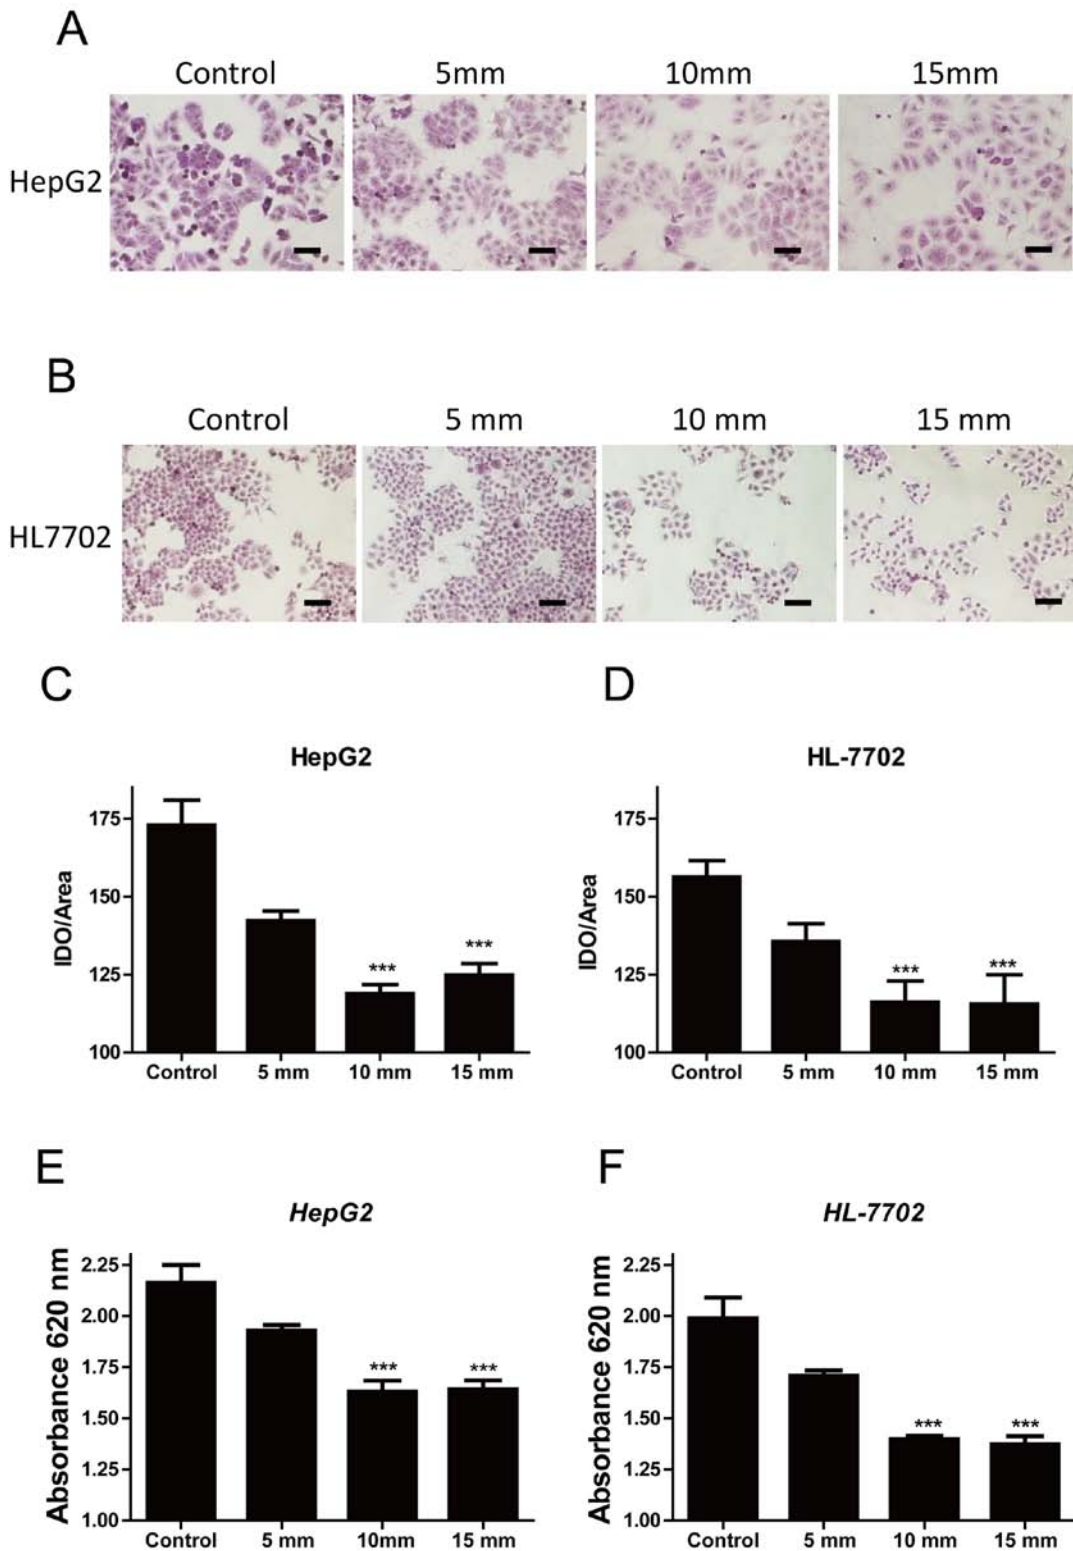 A
Control 5mm 10mm 15mm
HepG2
B
Control 5 mm 10 mm 15 mm
HL7702
C
D
HepG2
HL-7702
IDO/Area
175
150
125
100
***
***
Control 5 mm 10 mm 15 mm
IDO/Area
175
150
125
100
***
***
Control 5 mm 10 mm 15 mm
E
F
HepG2
HL-7702
Absorbance 620 nm
2.25
2.00
1.75
1.50
1.25
1.00
***
***
Control 5 mm 10mm 15 mm
Absorbance 620 nm
2.25
2.00
1.75
1.50
1.25
1.00
***
***
Control 5 mm 10 mm 15 mm